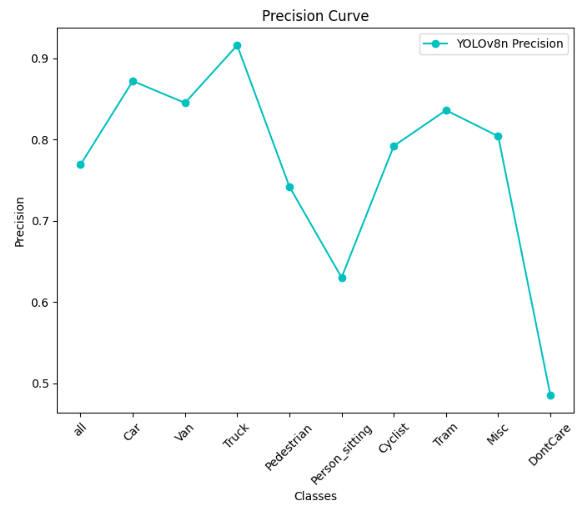 Precision Curve
YOLOv8n Precision
Precision
0.9
0.8
0.7
0.6
0.5
all
Car
Van
Truck
Pedestrian
Person_sitting
Cyclist
Tram
Misc
DontCare
Classes